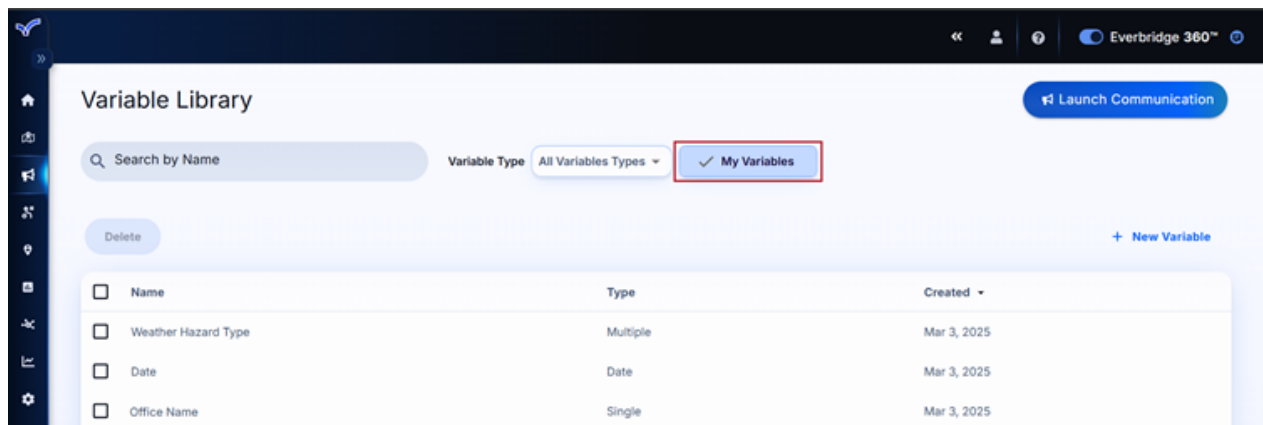 Everbridge 360™
Variable Library
Launch Communication
Search by Name
Variable Type
All Variables Types
My Variables
Delete
+ New Variable
Name Type Created
Weather Hazard Type Multiple Mar 3, 2025
Date Date Mar 3, 2025
Office Name Single Mar 3, 2025